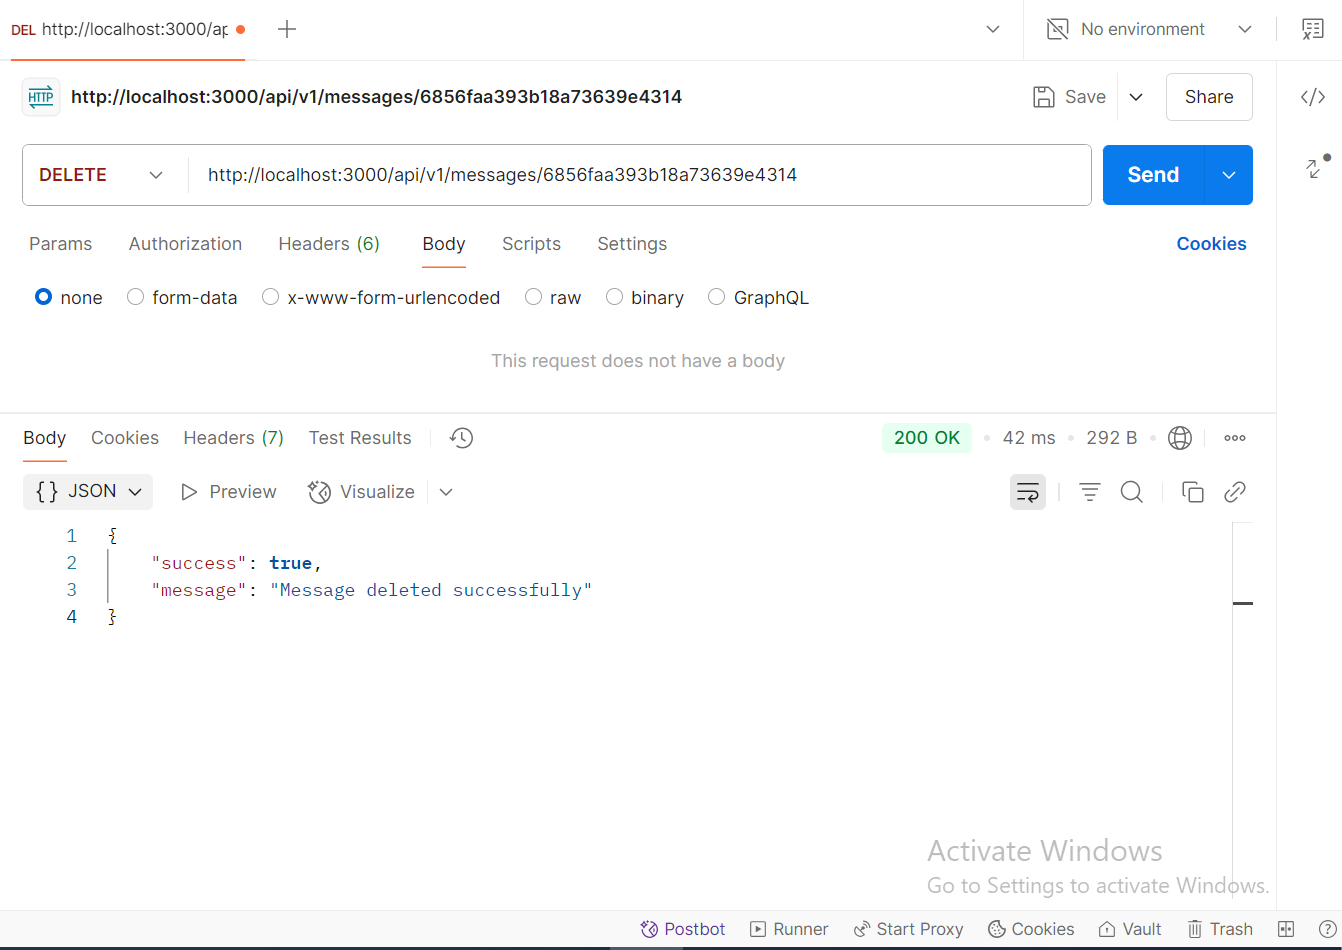 DEL http://localhost:3000/ap
No environment
HTTP http://localhost:3000/api/v1/messages/6856faa393b18a73639e4314 Save Share
DELETE http://localhost:3000/api/v1/messages/6856faa393b18a73639e4314 Send
Params Authorization Headers (6) Body Scripts Settings Cookies
none form-data x-www-form-urlencoded raw binary GraphQL
This request does not have a body
Body Cookies Headers (7) Test Results 200 OK • 42 ms • 292 B •
{} JSON Preview Visualize
1 {
2 "success": true,
3 "message": "Message deleted successfully"
4 }
Activate Windows
Go to Settings to activate Windows.
Postbot Runner Start Proxy Cookies Vault Trash